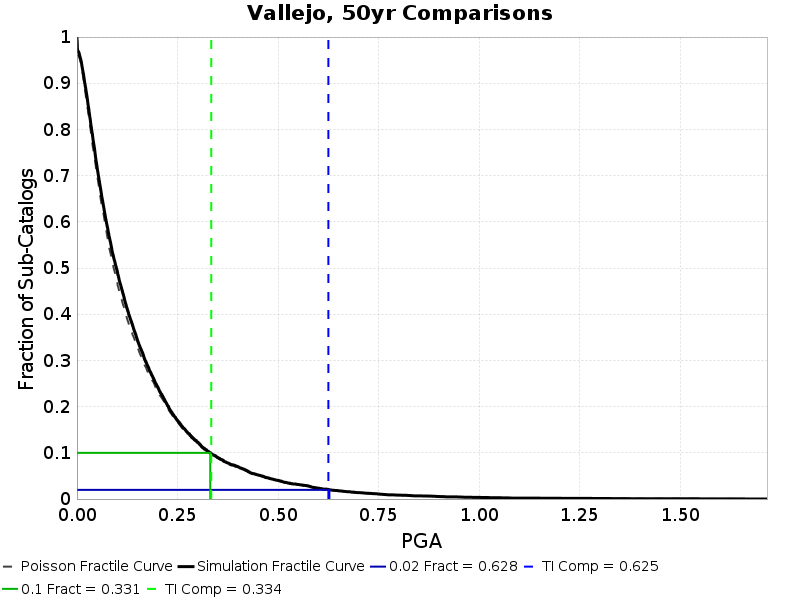 Vallejo, 50yr Comparisons
Fraction of Sub-Catalogs
1
0.9
0.8
0.7
0.6
0.5
0.4
0.3
0.2
0.1
0
0.00 0.25 0.50 0.75 1.00 1.25 1.50
PGA
Poisson Fractile Curve Simulation Fractile Curve 0.02 Fract = 0.628 TI Comp = 0.625
0.1 Fract = 0.331 TI Comp = 0.334